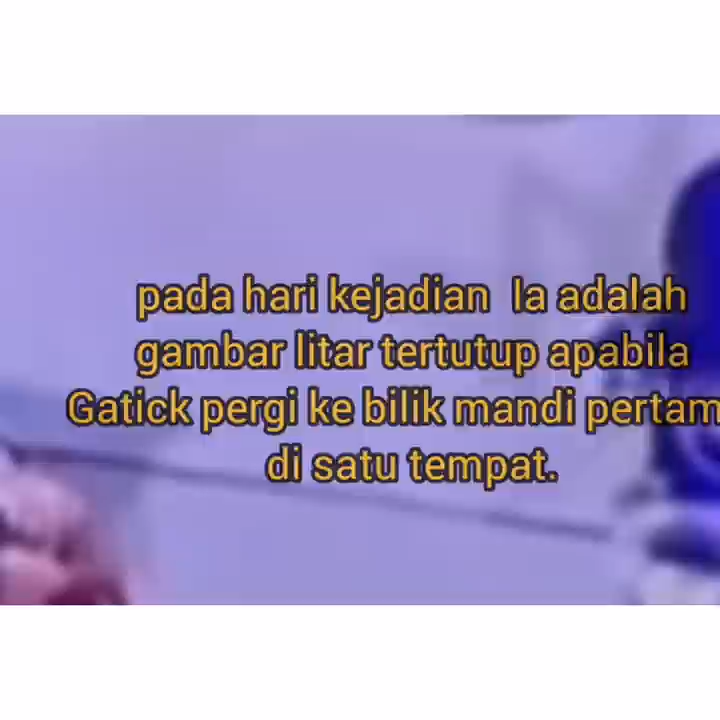 pada hari kejadian Ia adalah
gambar litar tertutup apabila
Gatick pergi ke bilik mandi pertam
di satu tempat.